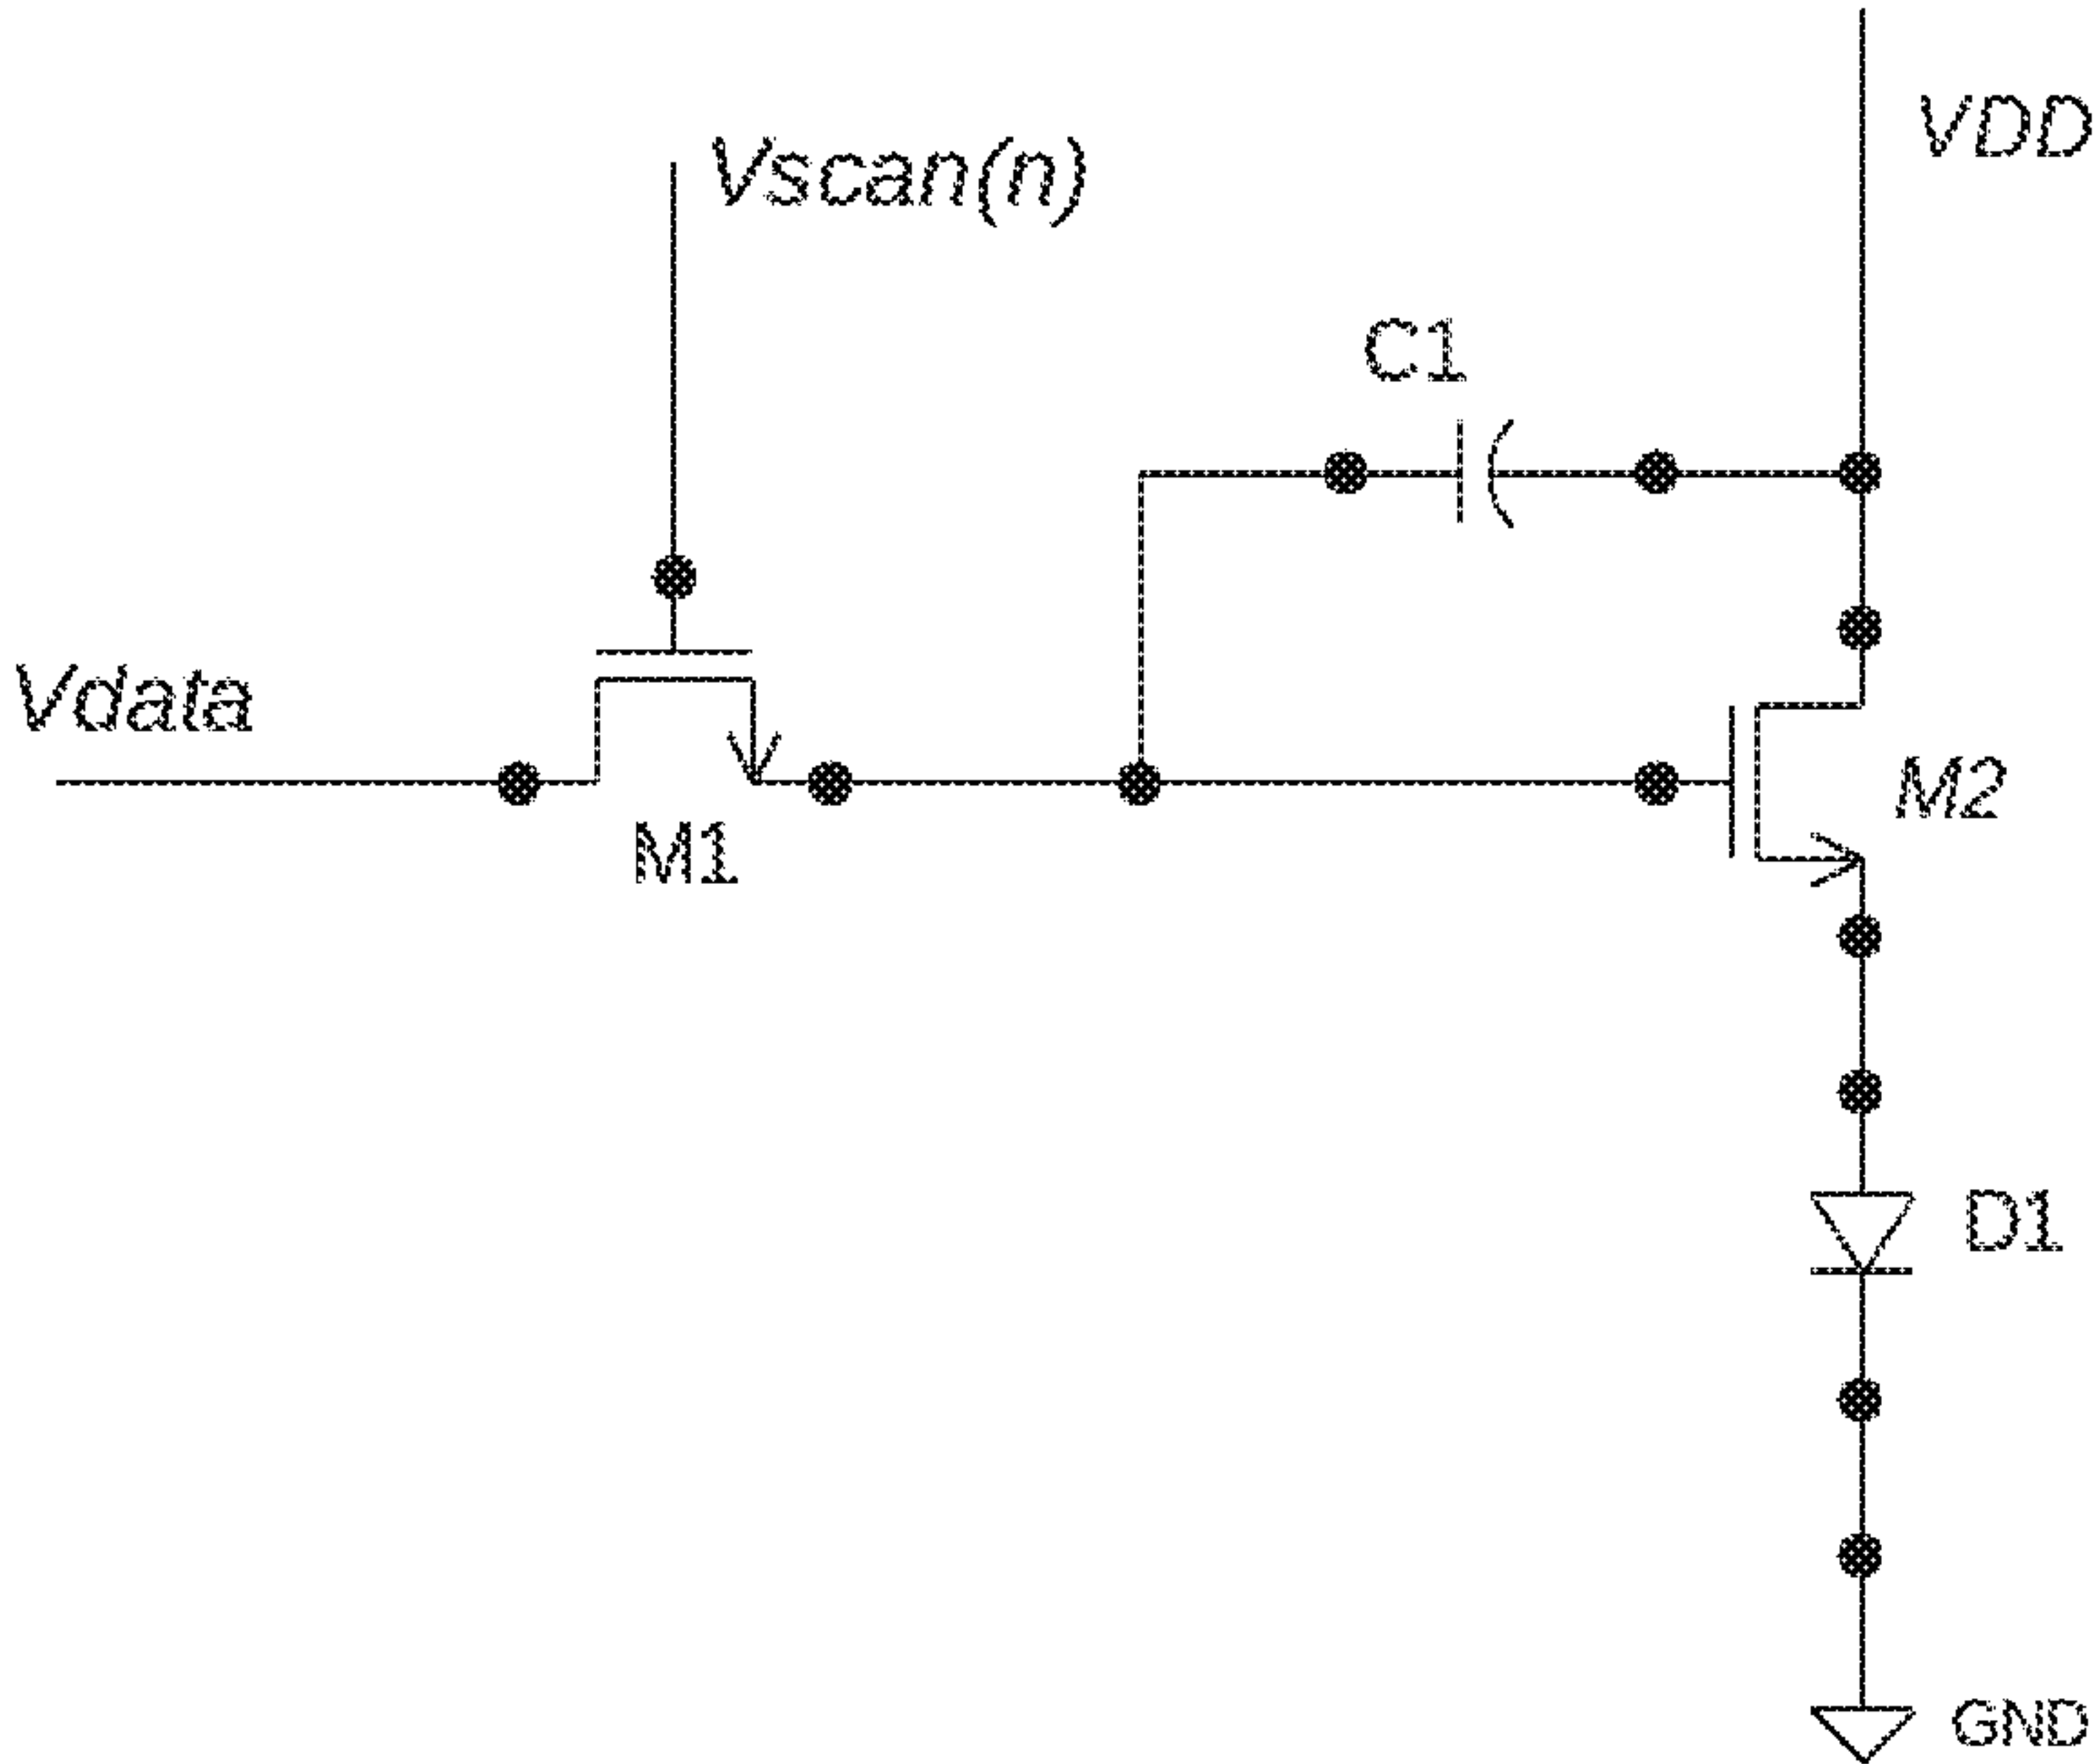 VDD
Vscan(n)
C1
Vdata
M2
M1
D1
GND